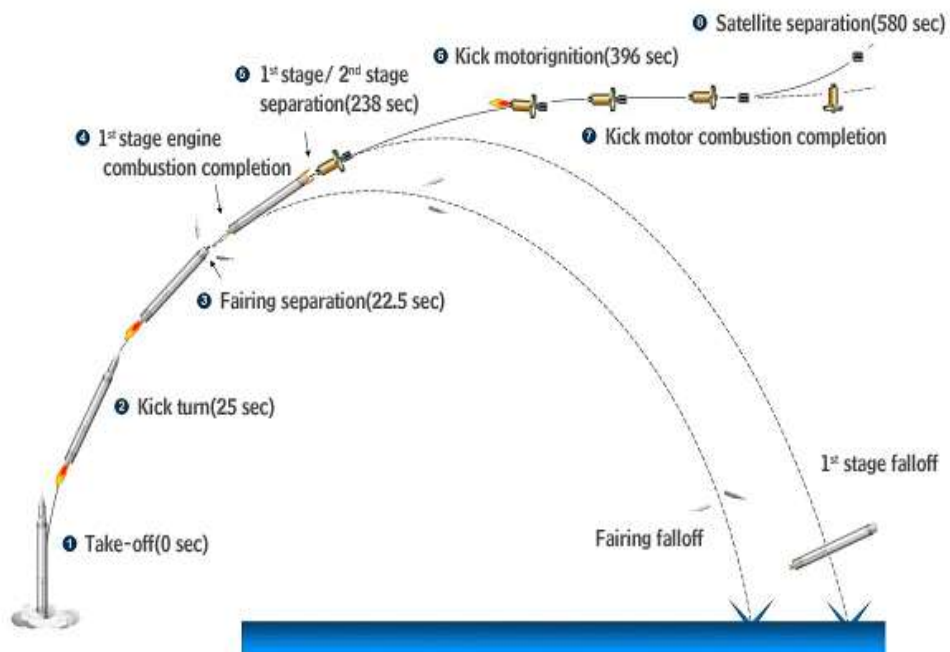 ❽ Satellite separation(580 sec)
❻ Kick motorignition(396 sec)
❺ 1st stage/ 2nd stage
separation(238 sec)
❹ 1st stage engine
combustion completion
❼ Kick motor combustion completion
❸ Fairing separation(22.5 sec)
❷ Kick turn(25 sec)
1st stage falloff
❶ Take-off(0 sec)
Fairing falloff